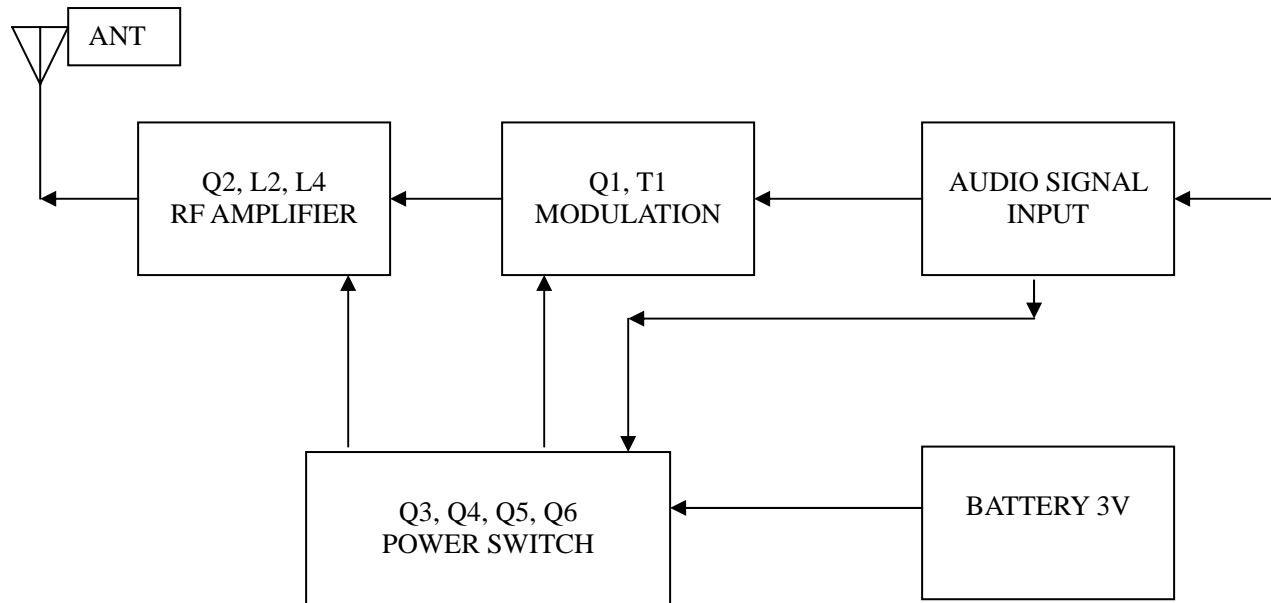 ANT
Q2, L2, L4
RF AMPLIFIER
Q1, T1
MODULATION
AUDIO SIGNAL
INPUT
Q3, Q4, Q5, Q6
POWER SWITCH
BATTERY 3V